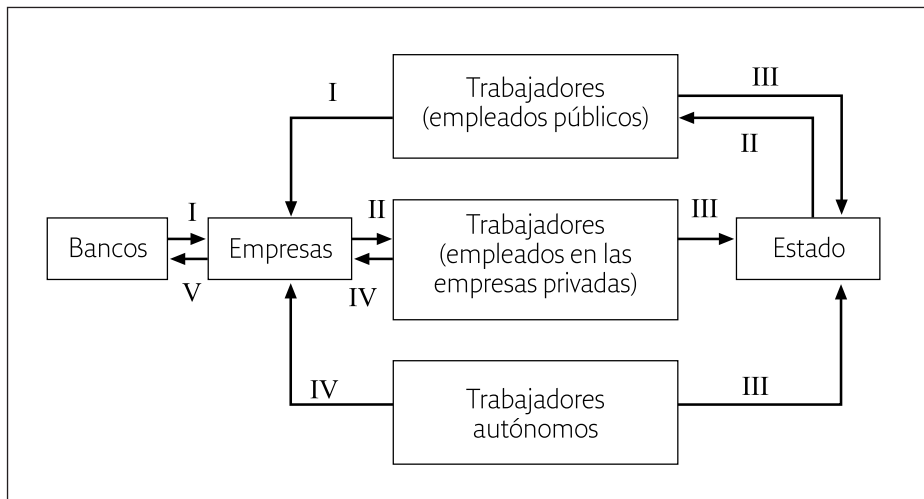 Trabajadores
(empleados públicos)
I
III
II
Bancos
I
V
Empresas
II
IV
Trabajadores
(empleados en las
empresas privadas)
III
Estado
IV
Trabajadores
autónomos
III